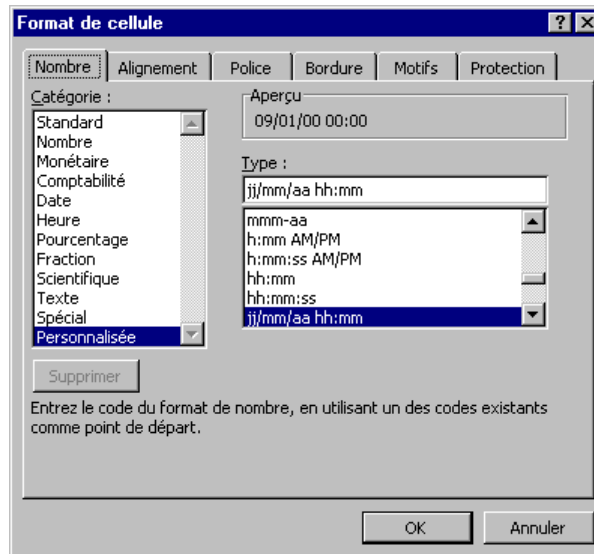 Format de cellule
Nombre Alignement Police Bordure Motifs Protection
Catégorie :
Standard
Nombre
Monétaire
Comptabilité
Date
Heure
Pourcentage
Fraction
Scientifique
Texte
Spécial
Personnalisée
Aperçu
09/01/00 00:00
Type :
jj/mm/aa hh:mm
mmm-aa
h:mm AM/PM
h:mm:ss AM/PM
hh:mm
hh:mm:ss
jj/mm/aa hh:mm
Supprimer
Entrez le code du format de nombre, en utilisant un des codes existants
comme point de départ.
OK Annuler